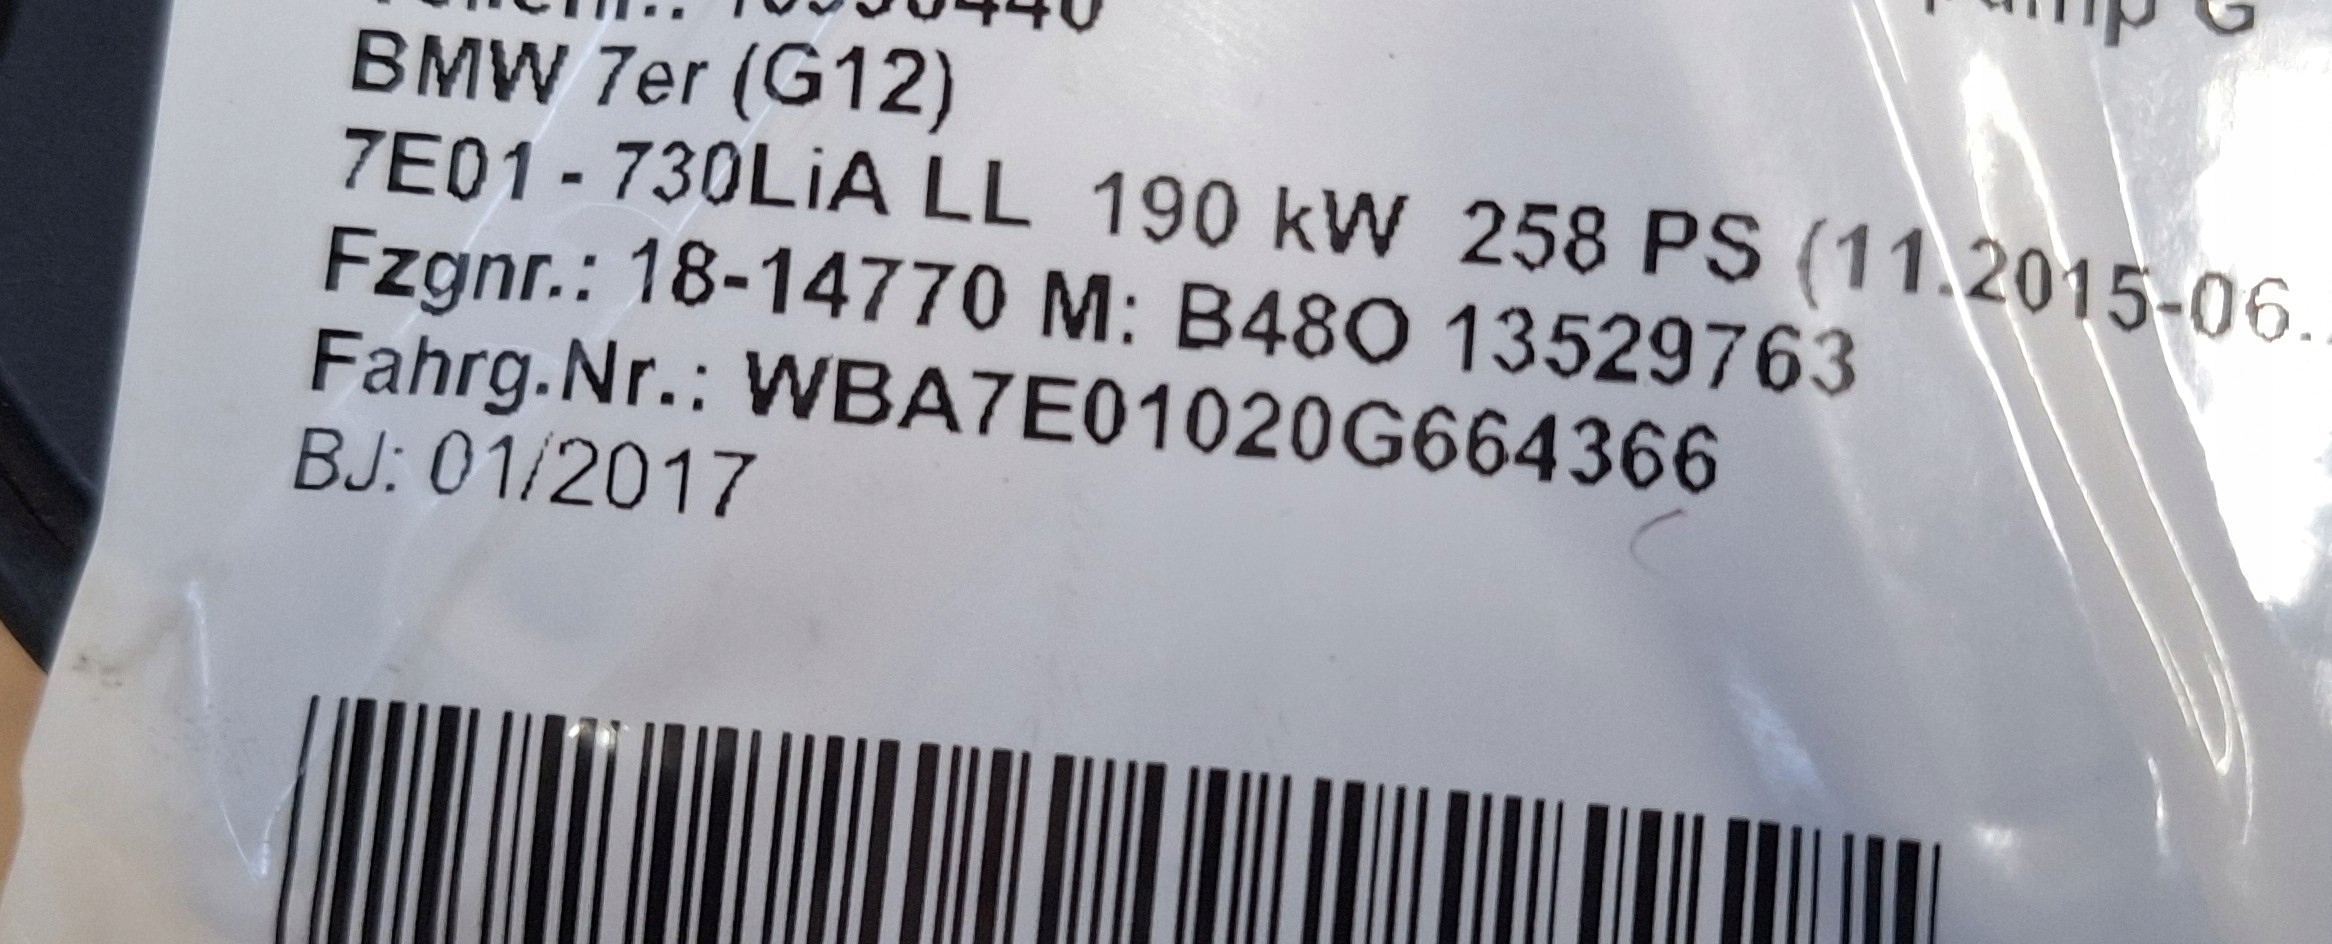 BMW 7er (G12)
7E01 - 730LiA LL 190 kW 258 PS (11.2015-06.
Fzgnr.: 18-14770 M: B48O 13529763
Fahrg.Nr.: WBA7E01020G664366
BJ: 01/2017